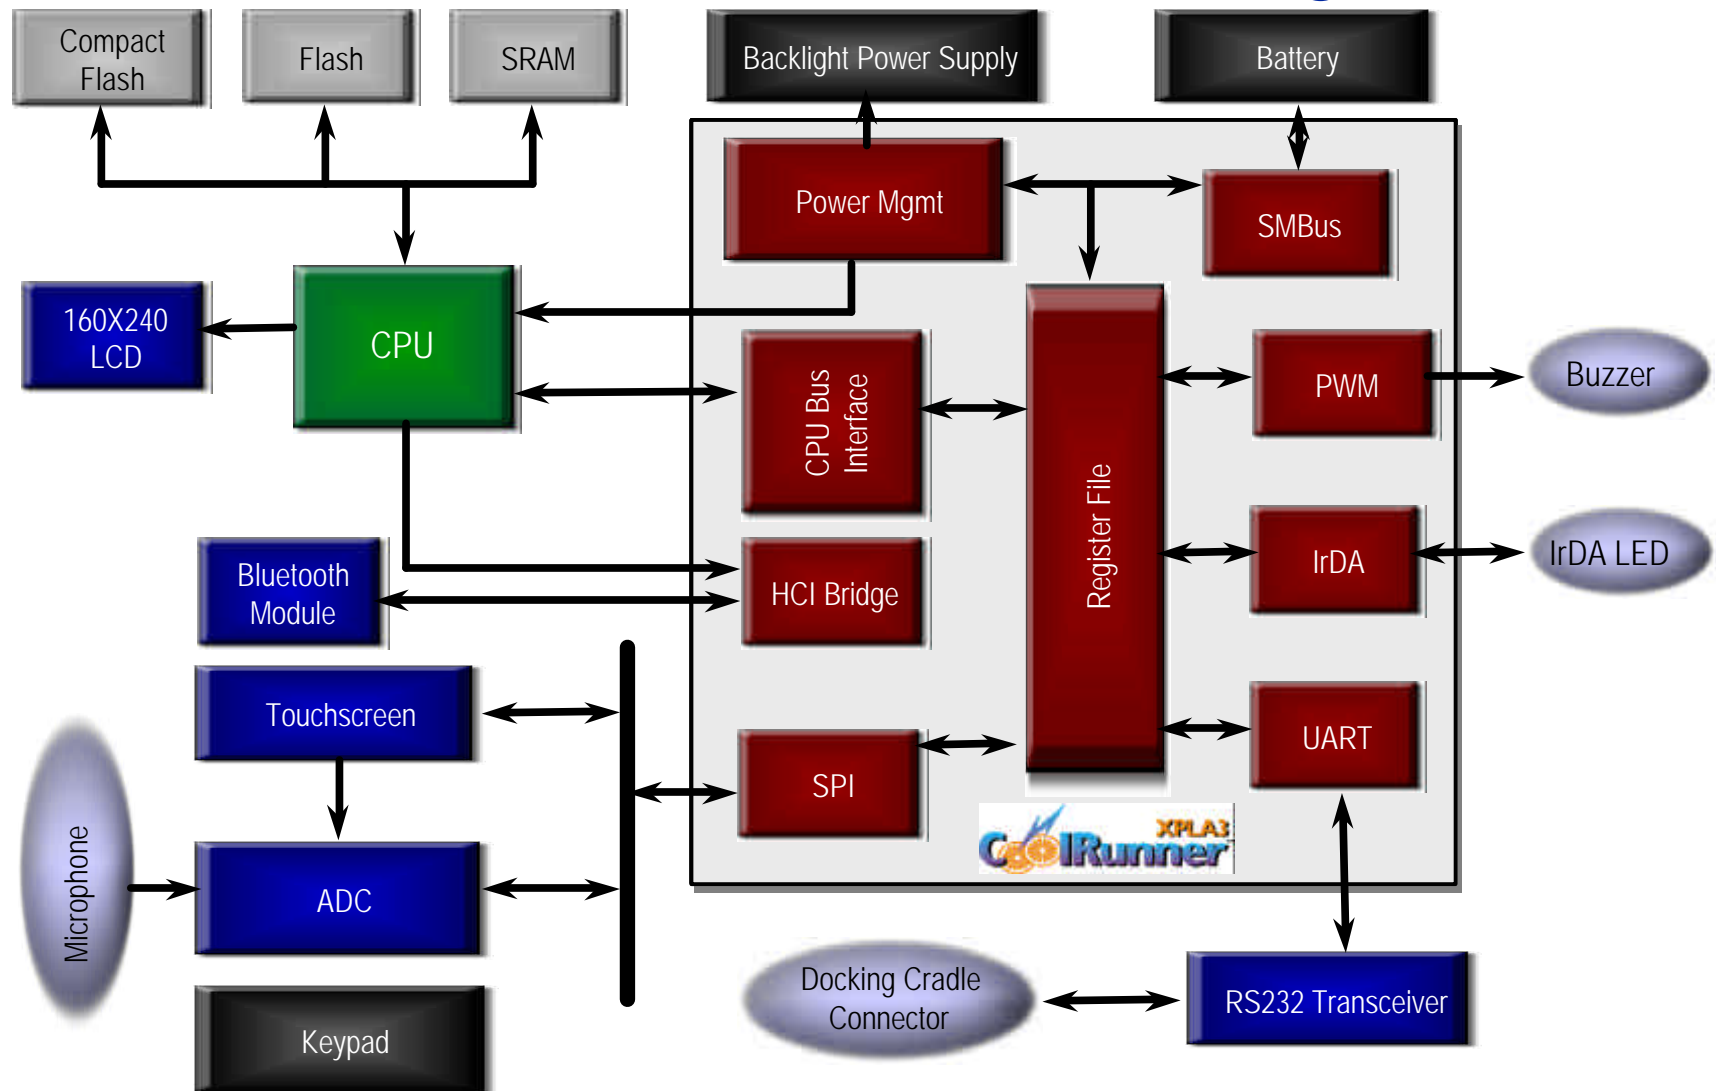 Compact
Flash
Flash
SRAM
Backlight Power Supply
Battery
Power Mgmt
SMBus
160X240
LCD
CPU
CPU Bus
Interface
Register File
PWM
Buzzer
Bluetooth
Module
HCI Bridge
IrDA
IrDA LED
Touchscreen
SPI
UART
XPLA3
CoolRunner
Microphone
ADC
Docking Cradle
Connector
RS232 Transceiver
Keypad